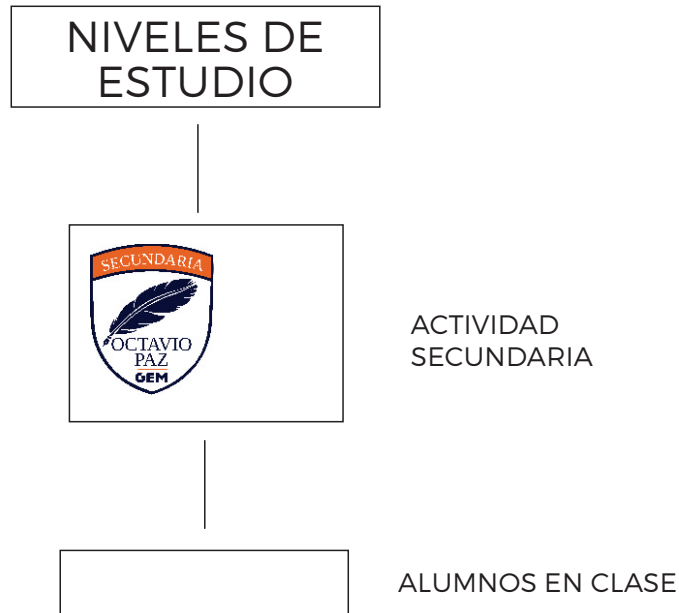 NIVELES DE
ESTUDIO
SECUNDARIA
OCTAVIO
PAZ
GEM
ACTIVIDAD
SECUNDARIA
ALUMNOS EN CLASE